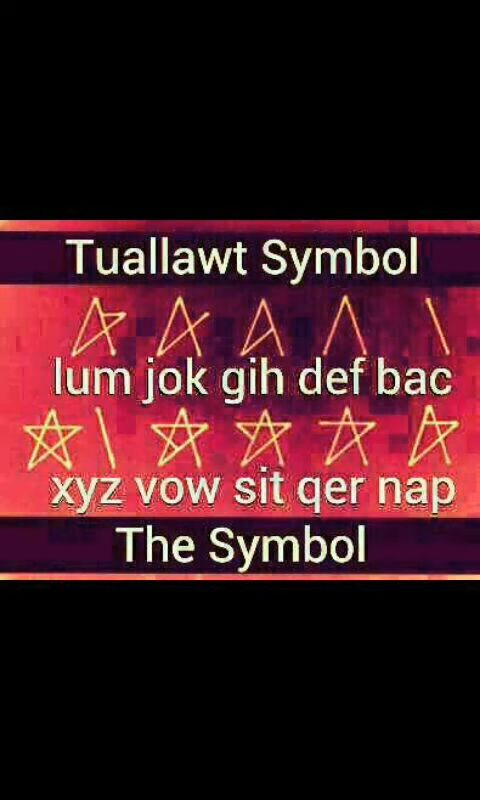 Tuallawt Symbol
lum jok gih def bac
xyz vow sit qer nap
The Symbol